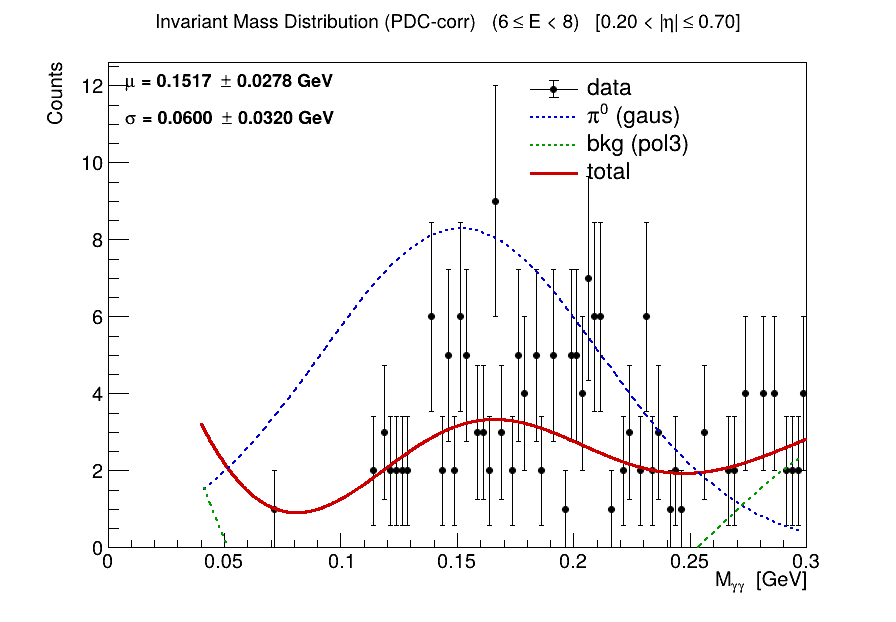 Invariant Mass Distribution (PDC-corr) (6 ≤ E < 8) [0.20 < |η| ≤ 0.70]
Counts
μ = 0.1517 ± 0.0278 GeV
σ = 0.0600 ± 0.0320 GeV
data
π⁰ (gaus)
bkg (pol3)
total
12
10
8
6
4
2
0
0 0.05 0.1 0.15 0.2 0.25 0.3
M_γγ [GeV]